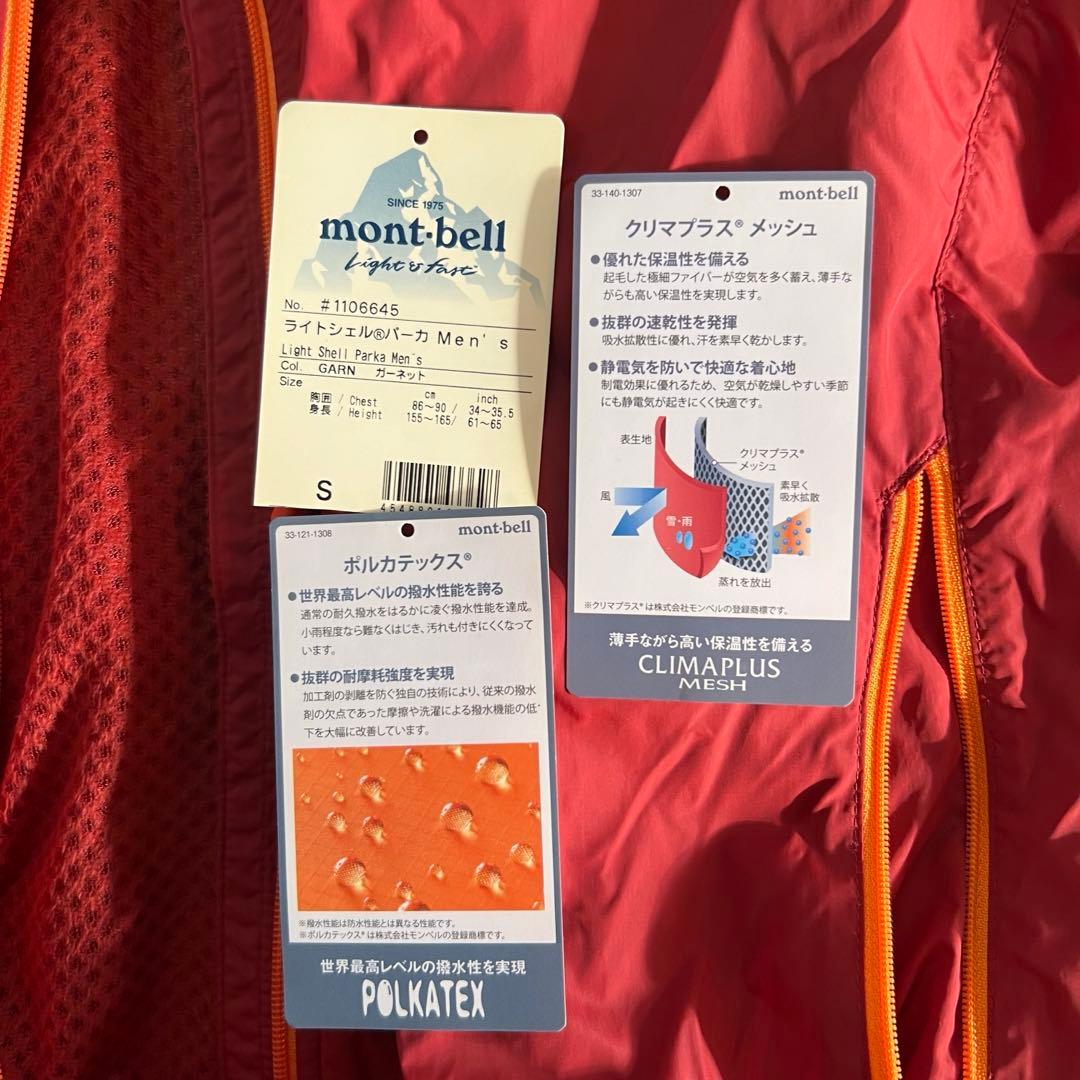 SINCE 1975
mont-bell
Light & fast
No. #1106645
ライトシェル®パーカ Men's
Light Shell Parka Men's
Col. GARN ガーネット
Size
cm inch
胸囲 / Chest 86〜90 / 34〜35.5
身長 / Height 155〜165/ 61〜65
S
33-140-1307 mont-bell
クリマプラス® メッシュ
●優れた保温性を備える
起毛した極細ファイバーが空気を多く蓄え、薄手な
がらも高い保温性を実現します。
●抜群の速乾性を発揮
吸水拡散性に優れ、汗を素早く乾かします。
●静電気を防いで快適な着心地
制電効果に優れるため、空気が乾燥しやすい季節
にも静電気が起きにくく快適です。
表生地
クリマプラス®
メッシュ
素早く
吸水拡散
風
雪・雨
蒸れを放出
※クリマプラス®は株式会社モンベルの登録商標です。
薄手ながら高い保温性を備える
CLIMAPLUS
MESH
33-121-1308 mont-bell
ポルカテックス®
●世界最高レベルの撥水性能を誇る
通常の耐久撥水をはるかに凌ぐ撥水性能を達成。
小雨程度なら難なくはじき、汚れも付きにくくなって
います。
●抜群の耐摩耗強度を実現
加工剤の剥離を防ぐ独自の技術により、従来の撥水
剤の欠点であった摩擦や洗濯による撥水機能の低
下を大幅に改善しています。
※撥水性能は防水性能とは異なる性能です。
※ポルカテックス®は株式会社モンベルの登録商標です。
世界最高レベルの撥水性を実現
POLKATEX